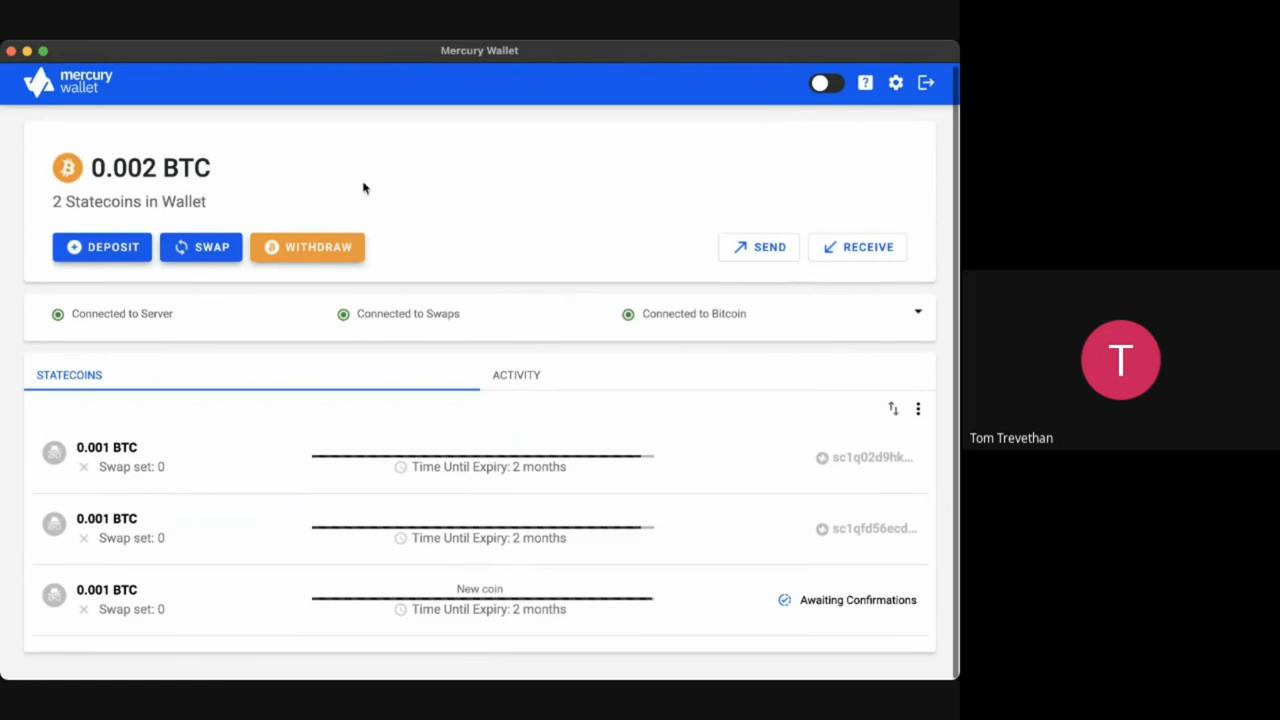 Mercury Wallet
mercury
wallet
?
0.002 BTC
2 Statecoins in Wallet
DEPOSIT
SWAP
WITHDRAW
SEND
RECEIVE
Connected to Server
Connected to Swaps
Connected to Bitcoin
STATECOINS
ACTIVITY
0.001 BTC
Swap set: 0
Time Until Expiry: 2 months
sc1q02d9hk...
0.001 BTC
Swap set: 0
Time Until Expiry: 2 months
sc1qfd56ecd...
0.001 BTC
Swap set: 0
New coin
Time Until Expiry: 2 months
Awaiting Confirmations
T
Tom Trevethan